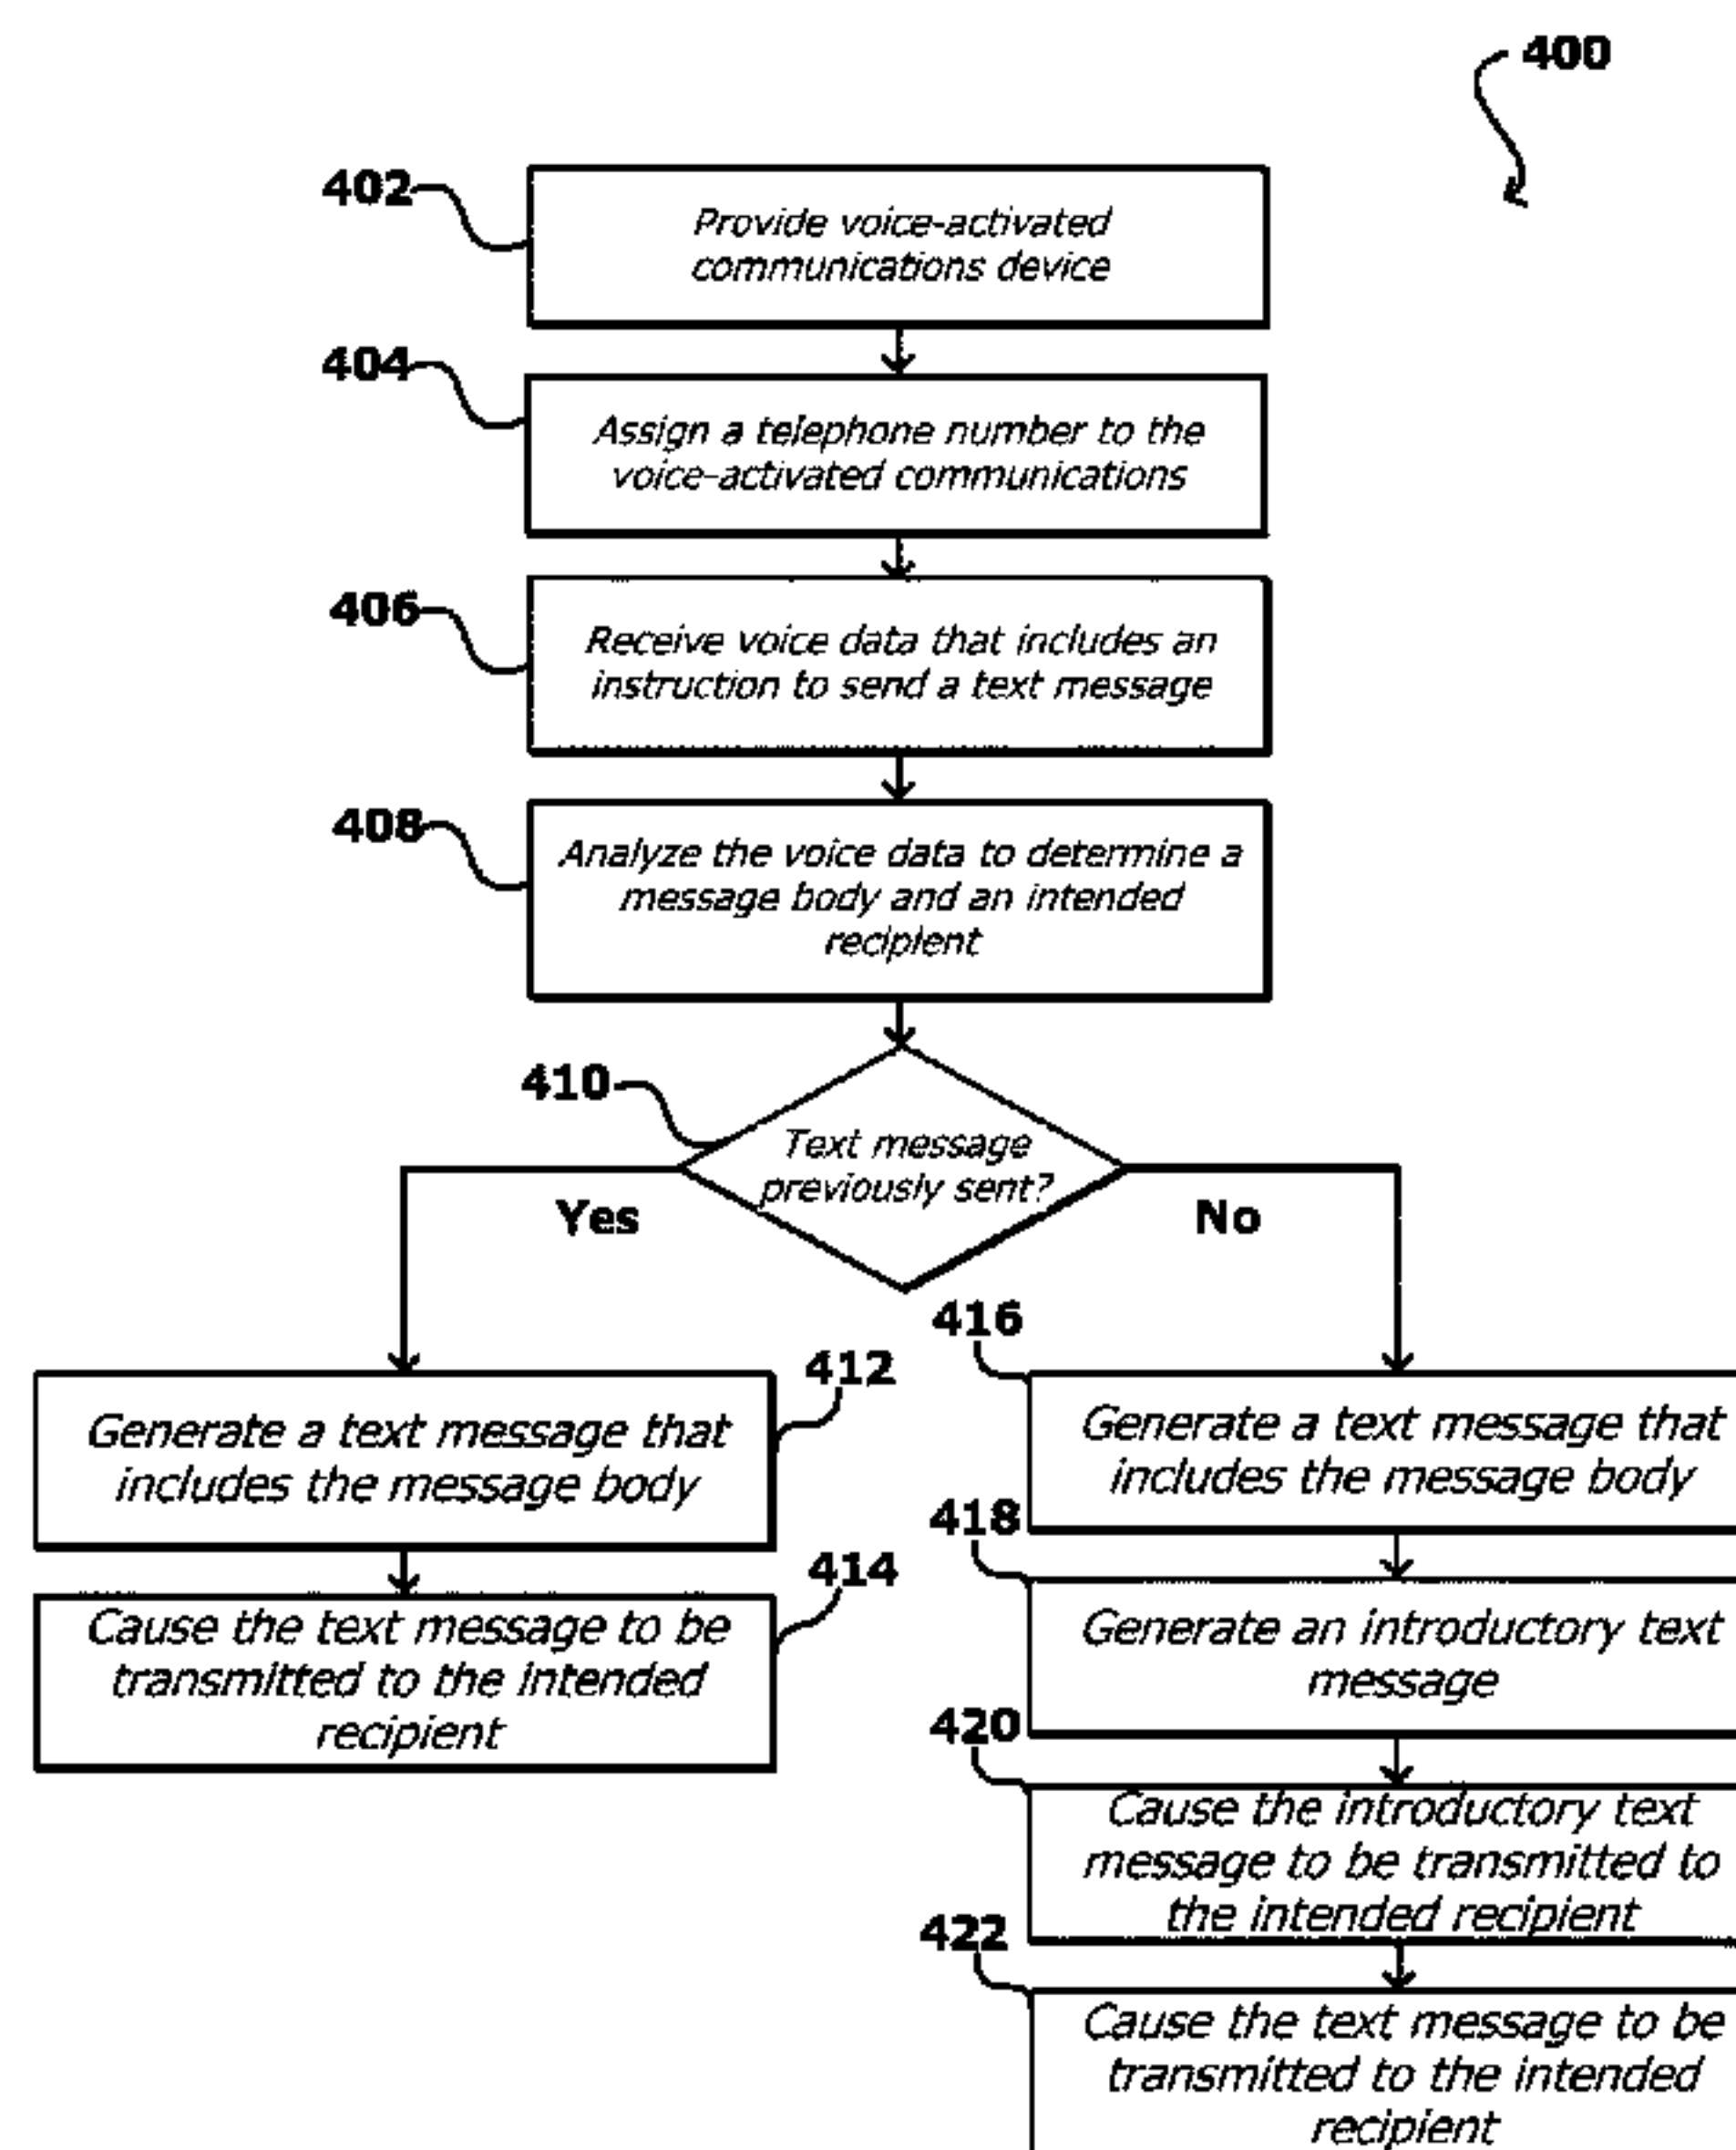 400
402
Provide voice-activated
communications device
404
Assign a telephone number to the
voice-activated communications
406
Receive voice data that includes an
instruction to send a text message
408
Analyze the voice data to determine a
message body and an intended
recipient
410
Text message
previously sent?
Yes
No
412
Generate a text message that
includes the message body
414
Cause the text message to be
transmitted to the intended
recipient
416
Generate a text message that
includes the message body
418
Generate an introductory text
message
420
Cause the introductory text
message to be transmitted to
the intended recipient
422
Cause the text message to be
transmitted to the intended
recipient